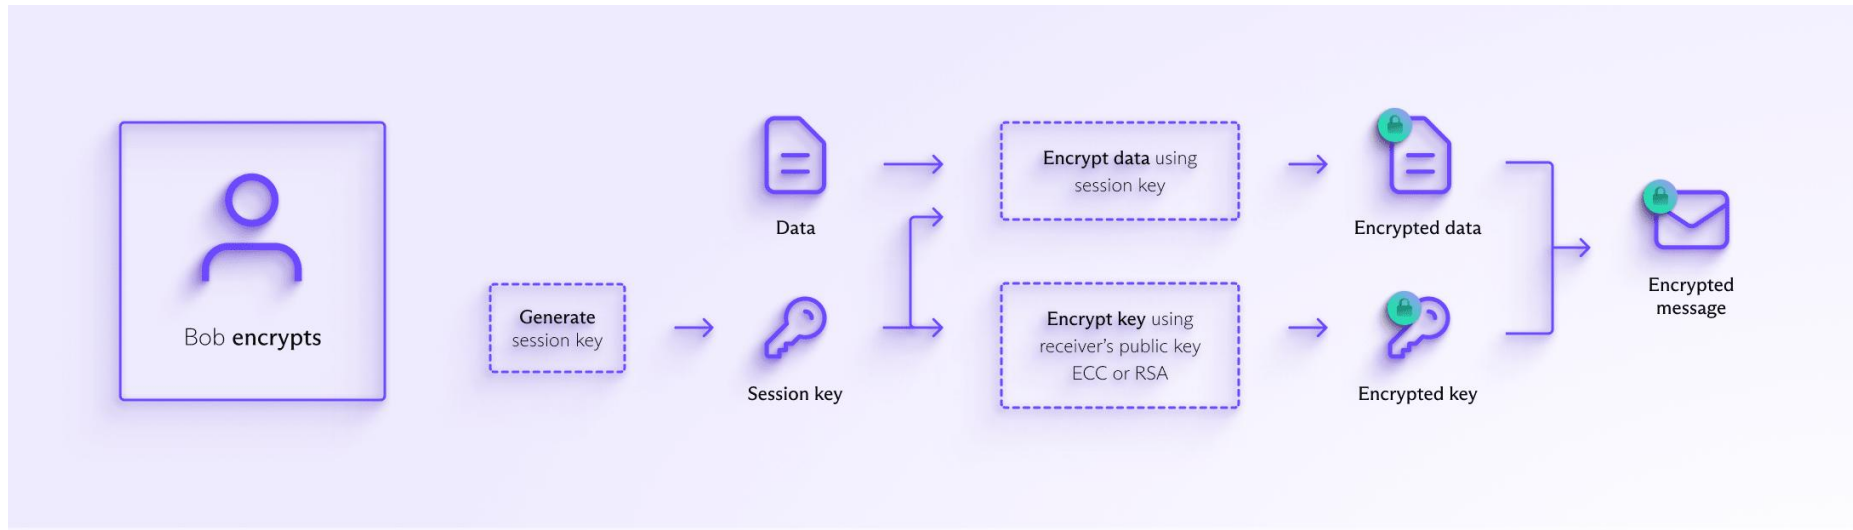 Bob encrypts
Generate
session key
Data
Session key
Encrypt data using
session key
Encrypt key using
receiver's public key
ECC or RSA
Encrypted data
Encrypted key
Encrypted
message